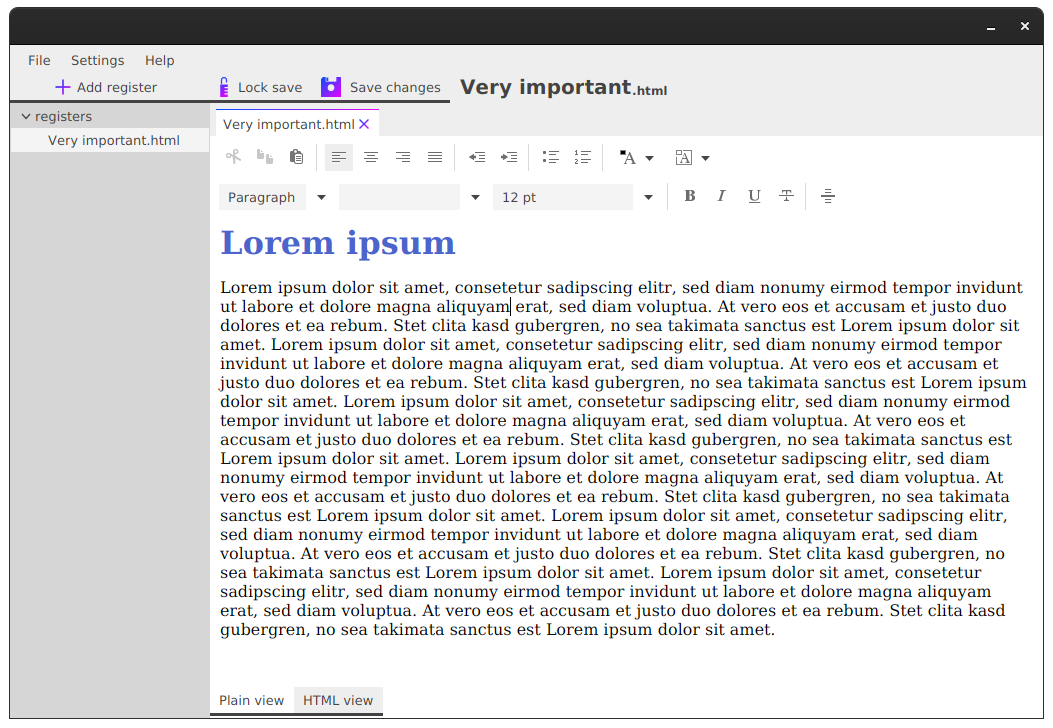 File Settings Help
Add register Lock save Save changes Very important.html
registers
Very important.html
Very important.html
A A
Paragraph 12 pt B I U T
Lorem ipsum
Lorem ipsum dolor sit amet, consetetur sadipscing elitr, sed diam nonumy eirmod tempor invidunt
ut labore et dolore magna aliquyam erat, sed diam voluptua. At vero eos et accusam et justo duo
dolores et ea rebum. Stet clita kasd gubergren, no sea takimata sanctus est Lorem ipsum dolor sit
amet. Lorem ipsum dolor sit amet, consetetur sadipscing elitr, sed diam nonumy eirmod tempor
invidunt ut labore et dolore magna aliquyam erat, sed diam voluptua. At vero eos et accusam et
justo duo dolores et ea rebum. Stet clita kasd gubergren, no sea takimata sanctus est Lorem ipsum
dolor sit amet. Lorem ipsum dolor sit amet, consetetur sadipscing elitr, sed diam nonumy eirmod
tempor invidunt ut labore et dolore magna aliquyam erat, sed diam voluptua. At vero eos et
accusam et justo duo dolores et ea rebum. Stet clita kasd gubergren, no sea takimata sanctus est
Lorem ipsum dolor sit amet. Lorem ipsum dolor sit amet, consetetur sadipscing elitr, sed diam
nonumy eirmod tempor invidunt ut labore et dolore magna aliquyam erat, sed diam voluptua. At
vero eos et accusam et justo duo dolores et ea rebum. Stet clita kasd gubergren, no sea takimata
sanctus est Lorem ipsum dolor sit amet. Lorem ipsum dolor sit amet, consetetur sadipscing elitr,
sed diam nonumy eirmod tempor invidunt ut labore et dolore magna aliquyam erat, sed diam
voluptua. At vero eos et accusam et justo duo dolores et ea rebum. Stet clita kasd gubergren, no
sea takimata sanctus est Lorem ipsum dolor sit amet. Lorem ipsum dolor sit amet, consetetur
sadipscing elitr, sed diam nonumy eirmod tempor invidunt ut labore et dolore magna aliquyam
erat, sed diam voluptua. At vero eos et accusam et justo duo dolores et ea rebum. Stet clita kasd
gubergren, no sea takimata sanctus est Lorem ipsum dolor sit amet.
Plain view HTML view